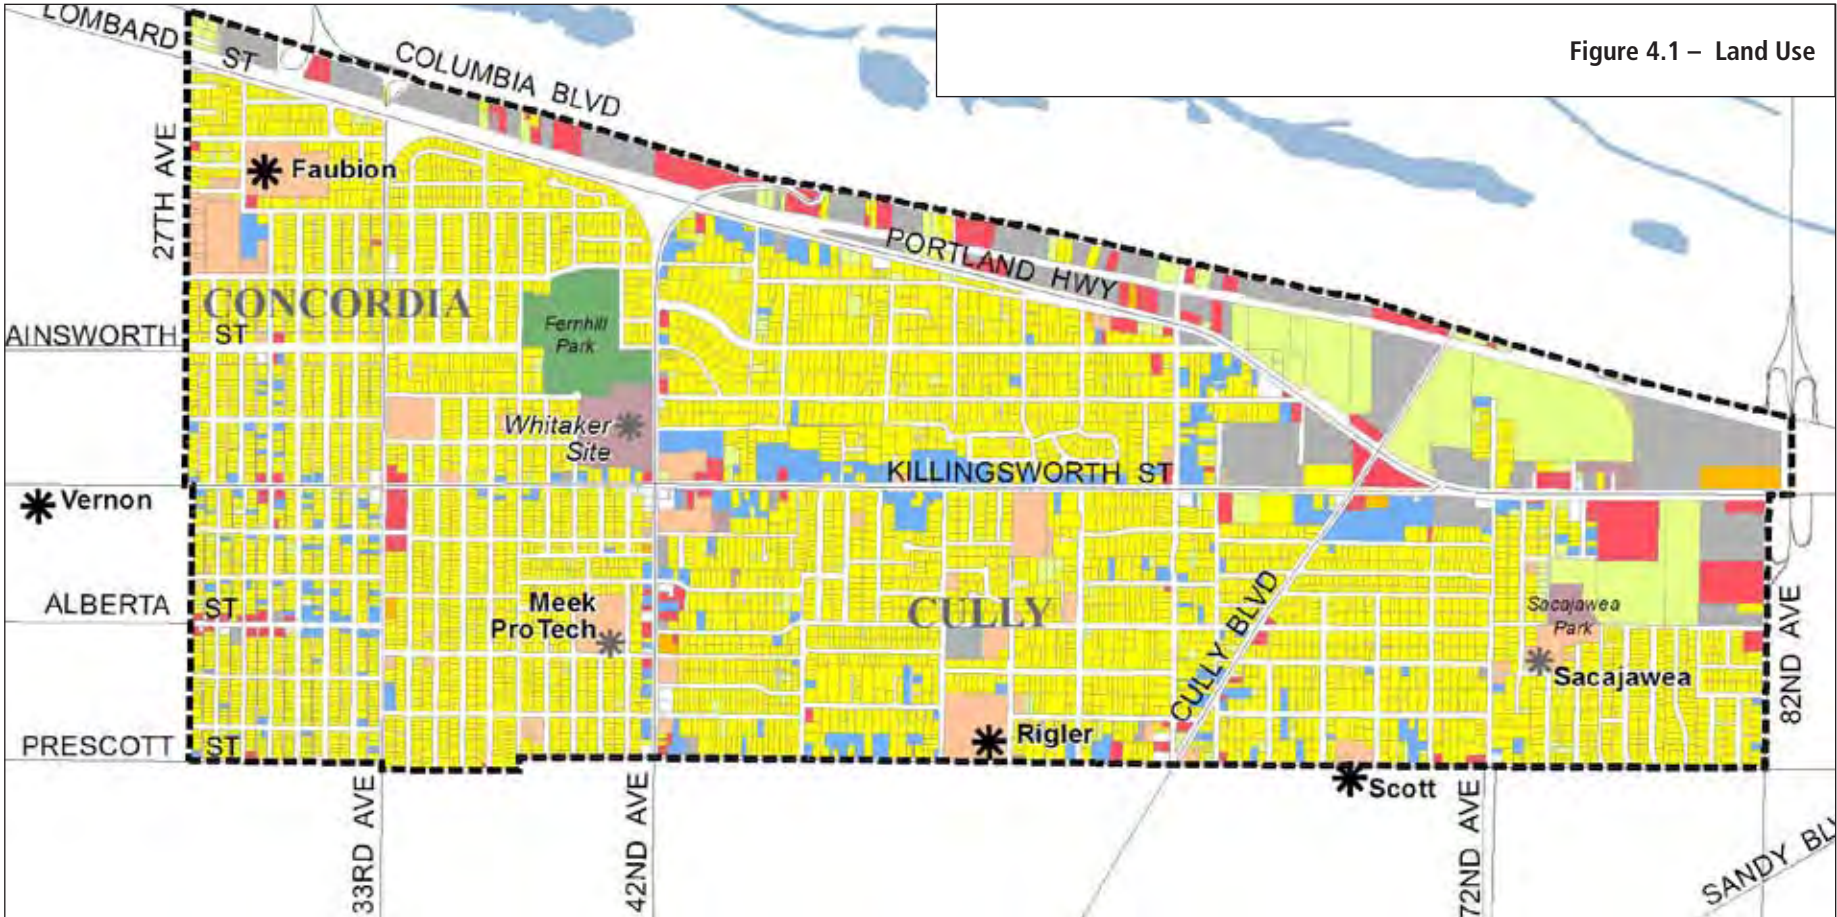 Figure 4.1 – Land Use
LOMBARD
ST
COLUMBIA BLVD
27TH AVE
Faubion
PORTLAND HWY
CONCORDIA
AINSWORTH
ST
Fernhill
Park
Whitaker
Site
KILLINGSWORTH ST
Vernon
ALBERTA
ST
Meek
ProTech
CULLY
CULLY BLVD
Sacajawea
Park
Sacajawea
82ND AVE
PRESCOTT
ST
Rigler
Scott
33RD AVE
42ND AVE
72ND AVE
SANDY BLV